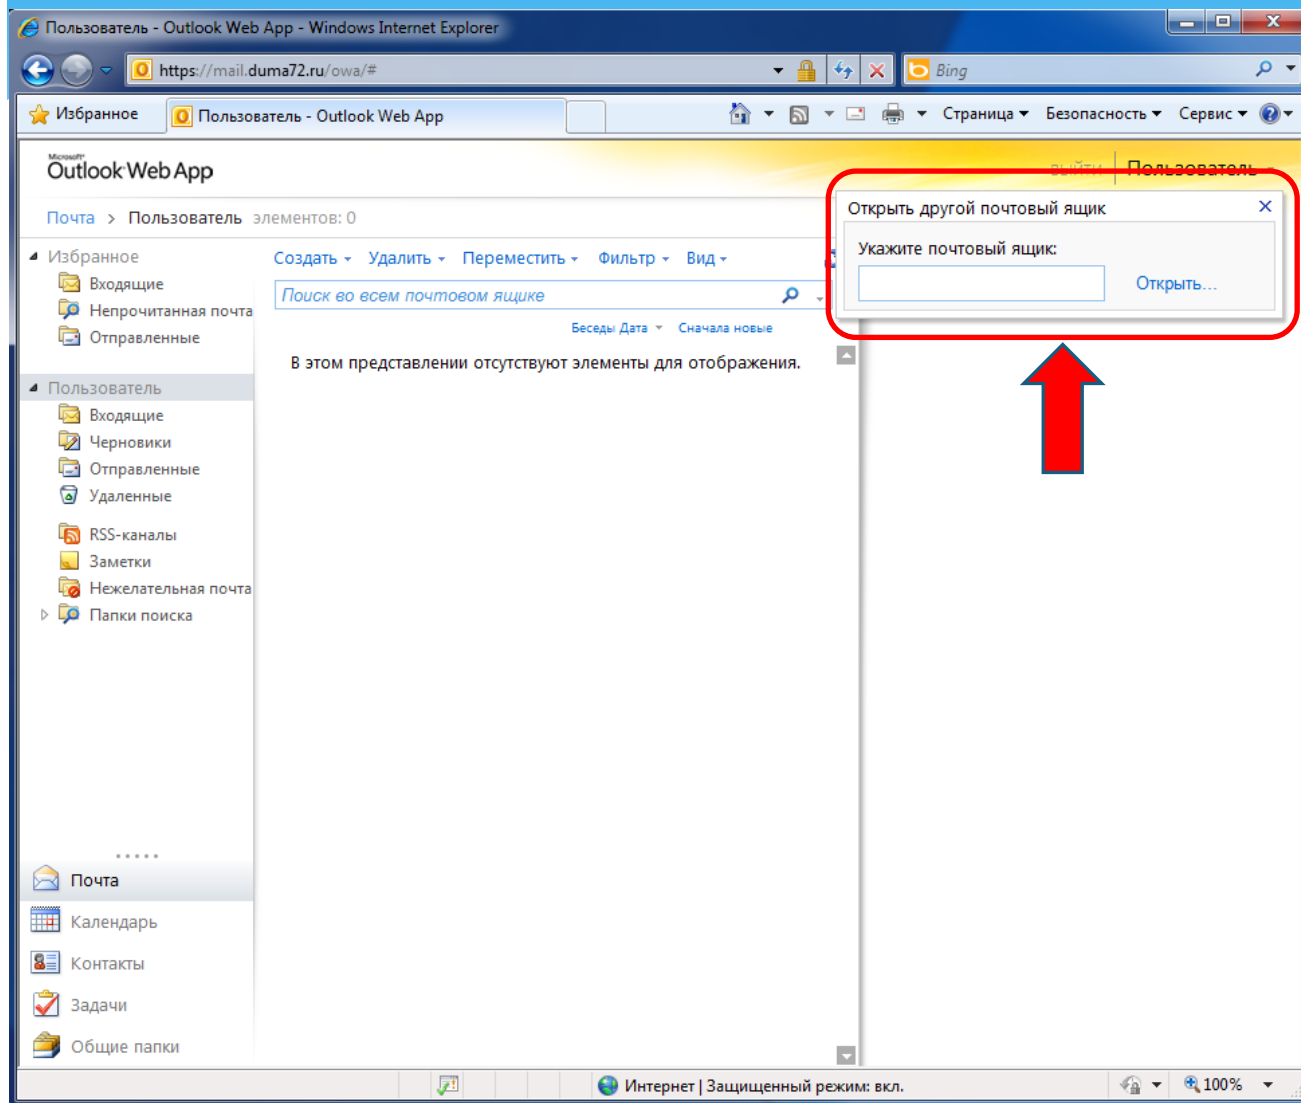 Пользователь - Outlook Web App - Windows Internet Explorer
https://mail.duma72.ru/owa/#
Bing
Избранное
Пользователь - Outlook Web App
Страница
Безопасность
Сервис
Microsoft
Outlook Web App
выйти
Пользователь
Почта > Пользователь элементов: 0
Открыть другой почтовый ящик
Укажите почтовый ящик:
Открыть...
Избранное
Входящие
Непрочитанная почта
Отправленные
Создать Удалить Переместить Фильтр Вид
Поиск во всем почтовом ящике
Беседы Дата Сначала новые
В этом представлении отсутствуют элементы для отображения.
Пользователь
Входящие
Черновики
Отправленные
Удаленные
RSS-каналы
Заметки
Нежелательная почта
Папки поиска
Почта
Календарь
Контакты
Задачи
Общие папки
Интернет | Защищенный режим: вкл.
100%